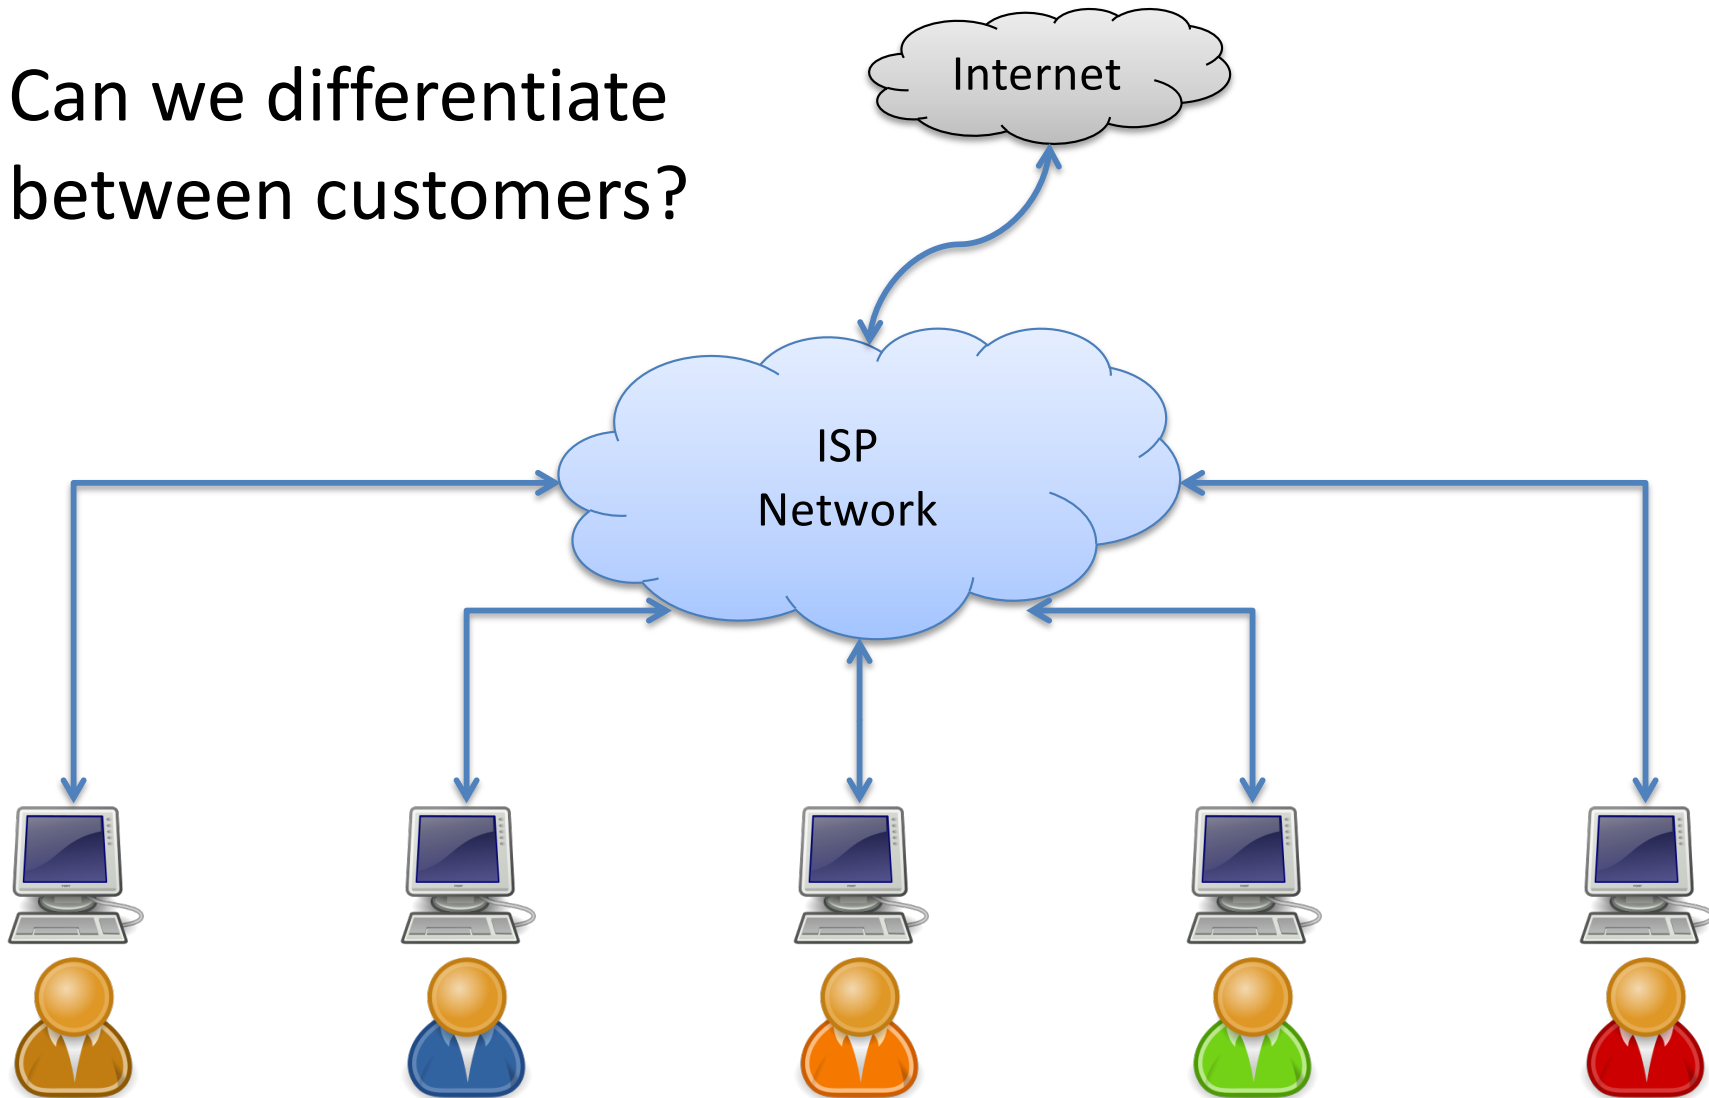 Can we differentiate
between customers?
Internet
ISP
Network